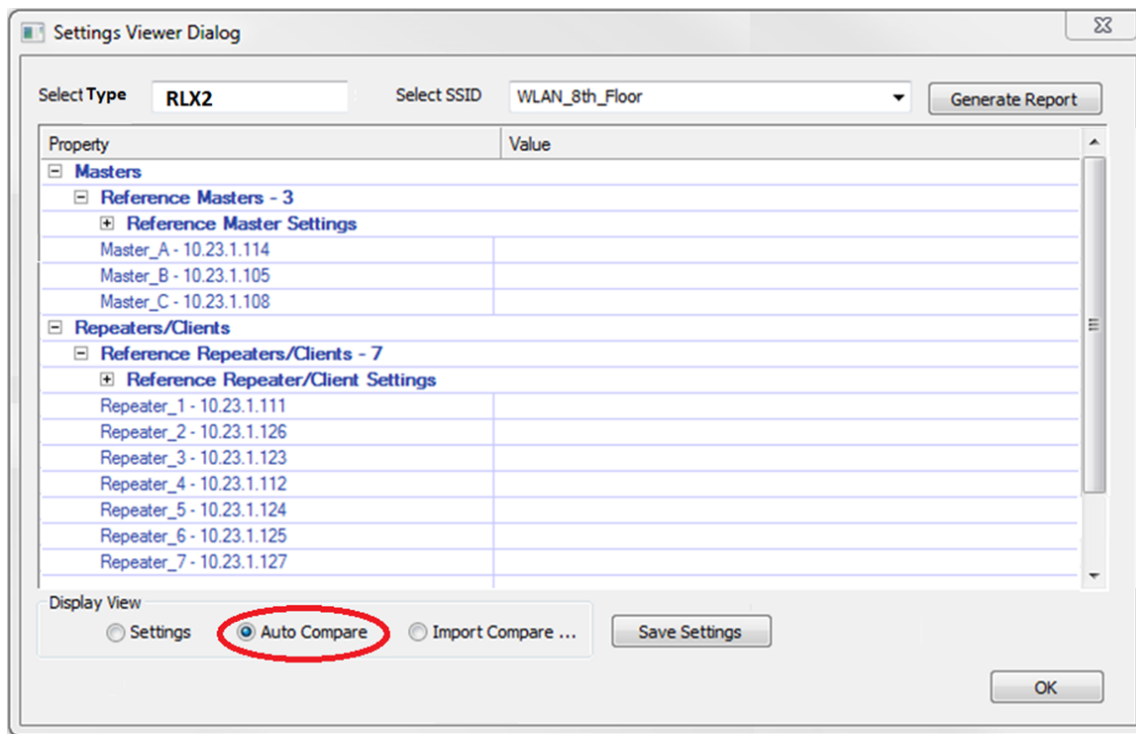 Settings Viewer Dialog
Select Type RLX2 Select SSID WLAN_8th_Floor Generate Report
Property Value
Masters
Reference Masters - 3
Reference Master Settings
Master_A - 10.23.1.114
Master_B - 10.23.1.105
Master_C - 10.23.1.108
Repeaters/Clients
Reference Repeaters/Clients - 7
Reference Repeater/Client Settings
Repeater_1 - 10.23.1.111
Repeater_2 - 10.23.1.126
Repeater_3 - 10.23.1.123
Repeater_4 - 10.23.1.112
Repeater_5 - 10.23.1.124
Repeater_6 - 10.23.1.125
Repeater_7 - 10.23.1.127
Display View
Settings Auto Compare Import Compare ... Save Settings
OK